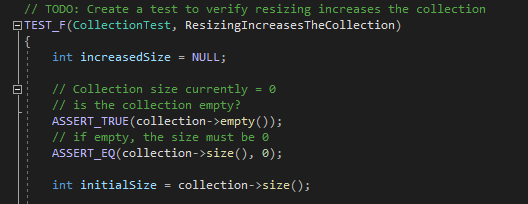 // TODO: Create a test to verify resizing increases the collection
TEST_F(CollectionTest, ResizingIncreasesTheCollection)
{
int increasedSize = NULL;
// Collection size currently = 0
// is the collection empty?
ASSERT_TRUE(collection->empty());
// if empty, the size must be 0
ASSERT_EQ(collection->size(), 0);
int initialSize = collection->size();